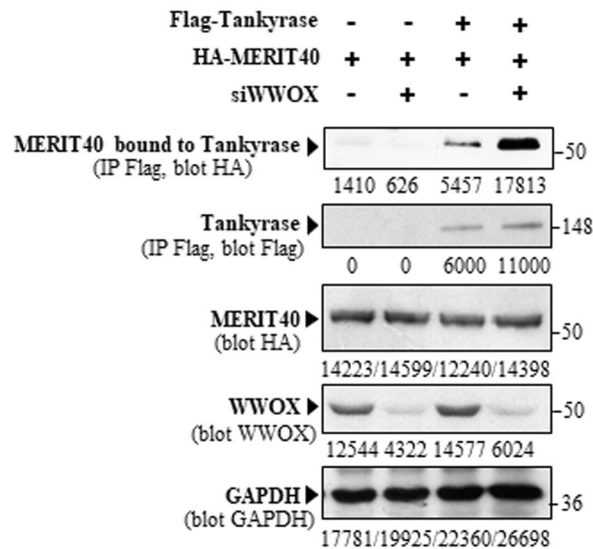 Flag-Tankyrase - - + +
HA-MERIT40 + + + +
siWWOX - + - +
MERIT40 bound to Tankyrase
(IP Flag, blot HA)
-50
1410 626 5457 17813
Tankyrase
(IP Flag, blot Flag)
-148
0 0 6000 11000
MERIT40
(blot HA)
-50
14223/14599/12240/14398
WWOX
(blot WWOX)
-50
12544 4322 14577 6024
GAPDH
(blot GAPDH)
-36
17781/19925/22360/26698